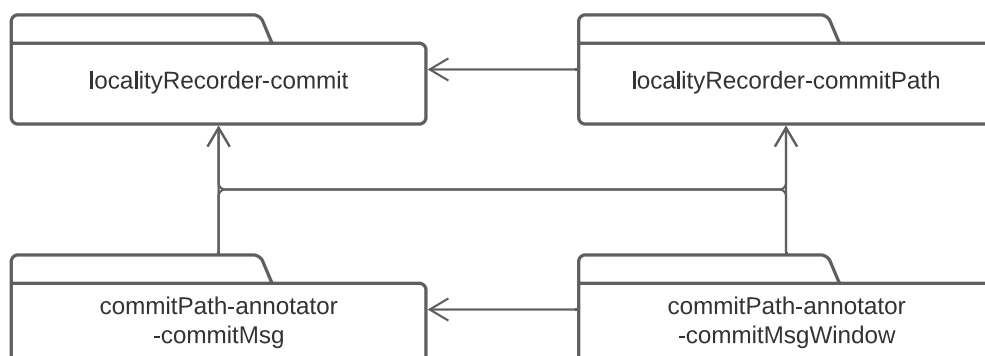 localityRecorder-commit
localityRecorder-commitPath
commitPath-annotator
-commitMsg
commitPath-annotator
-commitMsgWindow